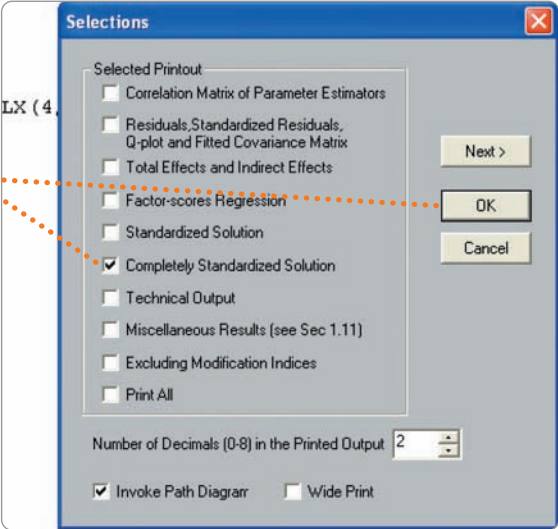 Selections
LX (4,
Selected Printout
Correlation Matrix of Parameter Estimators
Residuals,Standardized Residuals,
Q-plot and Fitted Covariance Matrix
Total Effects and Indirect Effects
Factor-scores Regression
Standardized Solution
Completely Standardized Solution
Technical Output
Miscellaneous Results (see Sec 1.11)
Excluding Modification Indices
Print All
Next >
OK
Cancel
Number of Decimals (0-8) in the Printed Output 2
Invoke Path Diagrarr Wide Print